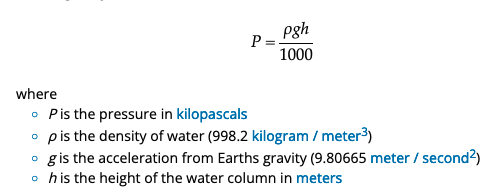 P = ρgh / 1000
where
P is the pressure in kilopascals
ρ is the density of water (998.2 kilogram / meter³)
g is the acceleration from Earths gravity (9.80665 meter / second²)
h is the height of the water column in meters